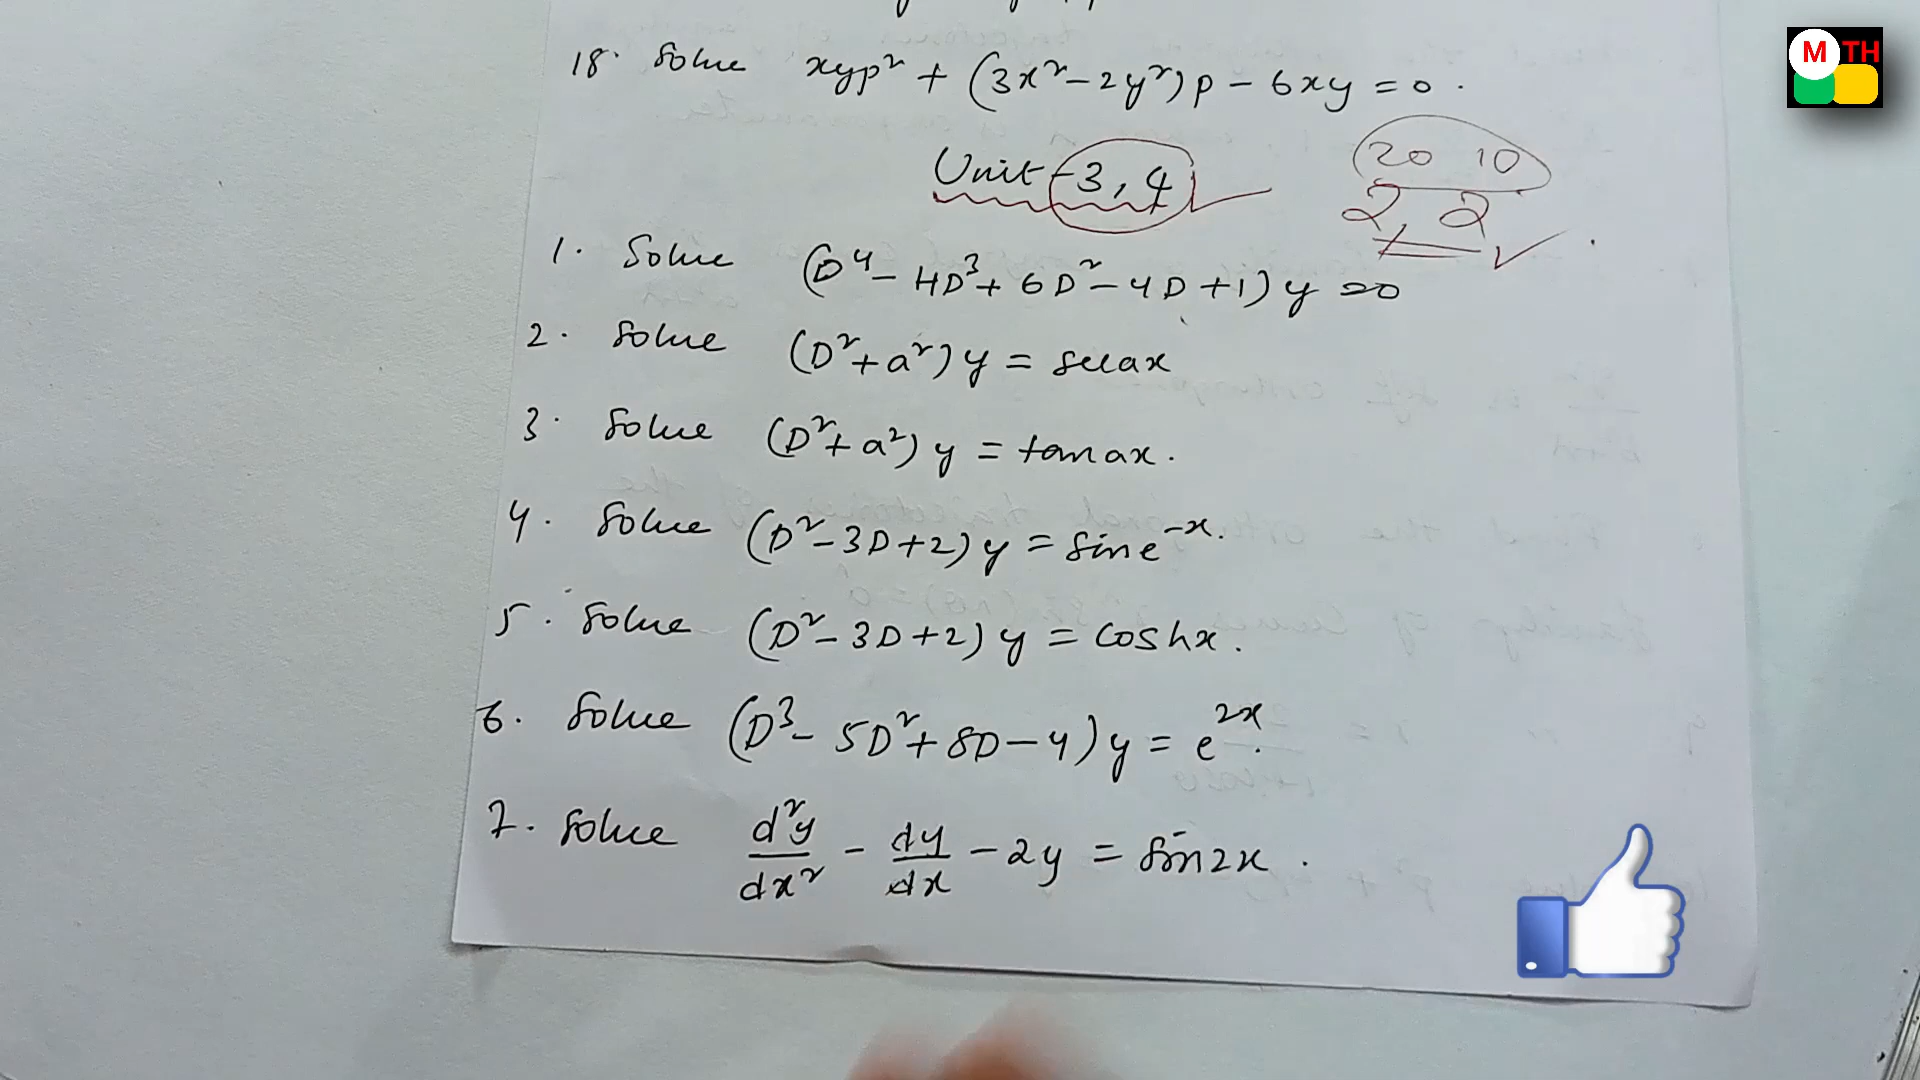 18. Solve xyp² + (3x² - 2y²)p - 6xy = 0.
Unit - 3, 4
20 10
2, 2
1. Solve (D⁴ - 4D³ + 6D² - 4D + 1)y = 0
2. Solve (D² + a²)y = secax
3. Solve (D² + a²)y = tanax.
4. Solve (D² - 3D + 2)y = sine⁻ˣ.
5. Solve (D² - 3D + 2)y = coshx.
6. Solve (D³ - 5D² + 8D - 4)y = e²ˣ.
7. Solve d²y/dx² - dy/dx - 2y = sin2x.
M TH